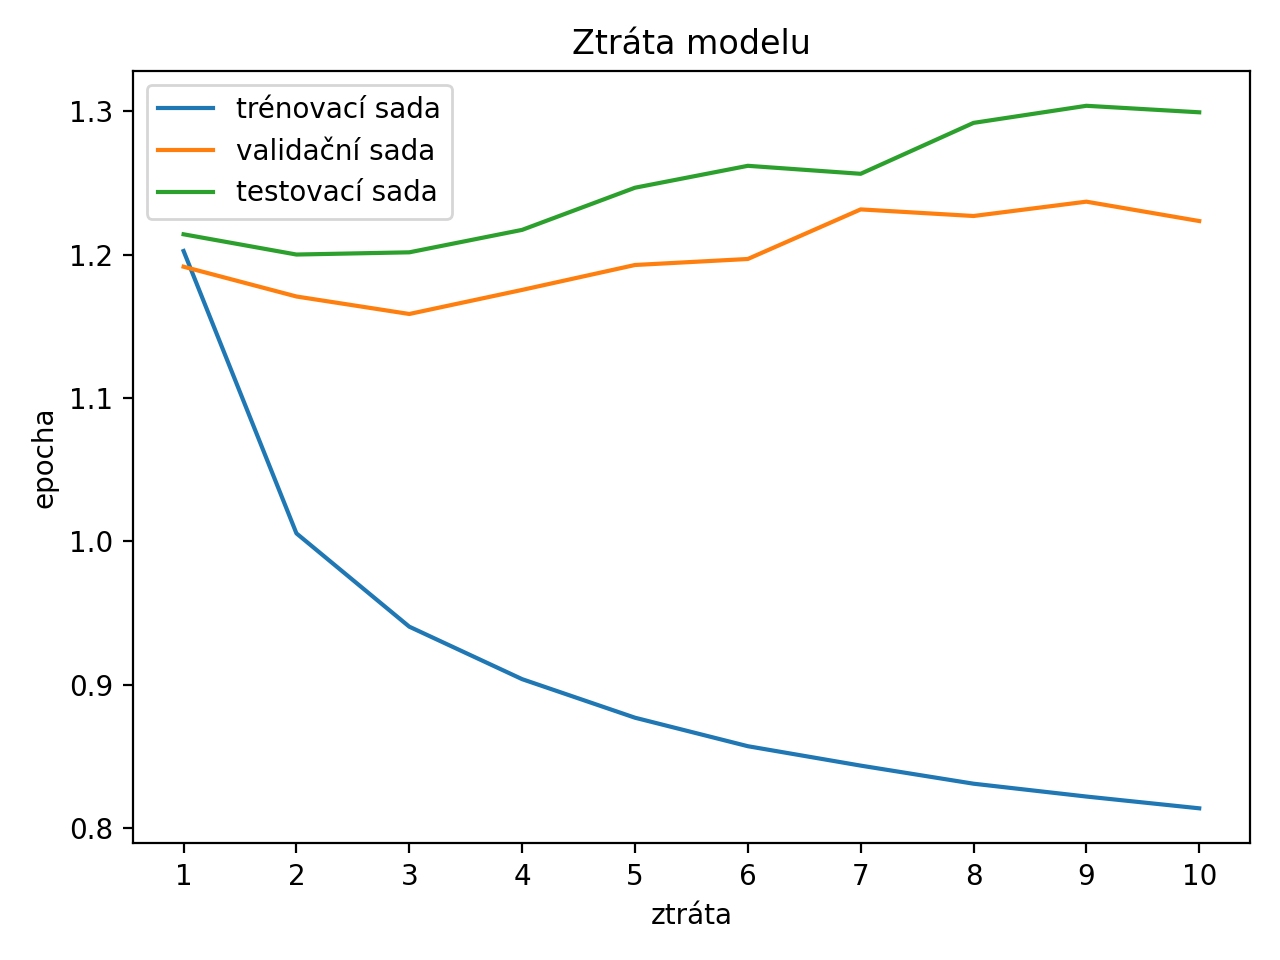 Ztráta modelu
trénovací sada
validační sada
testovací sada
1.3
1.2
1.1
1.0
0.9
0.8
epocha
1 2 3 4 5 6 7 8 9 10
ztráta